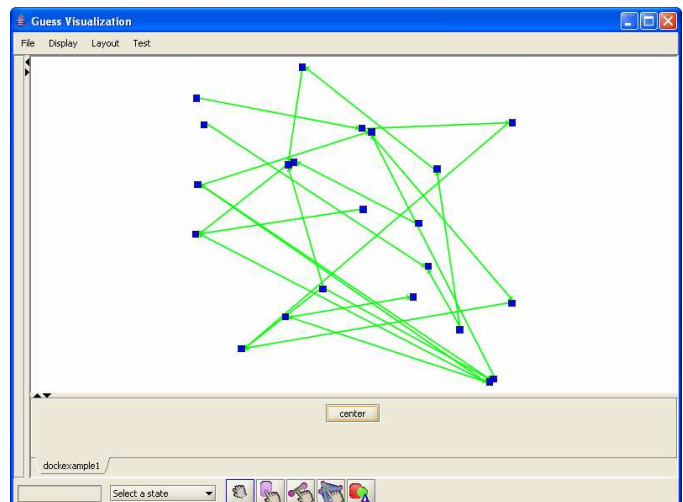 Guess Visualization
File Display Layout Test
center
dockexample1
Select a state